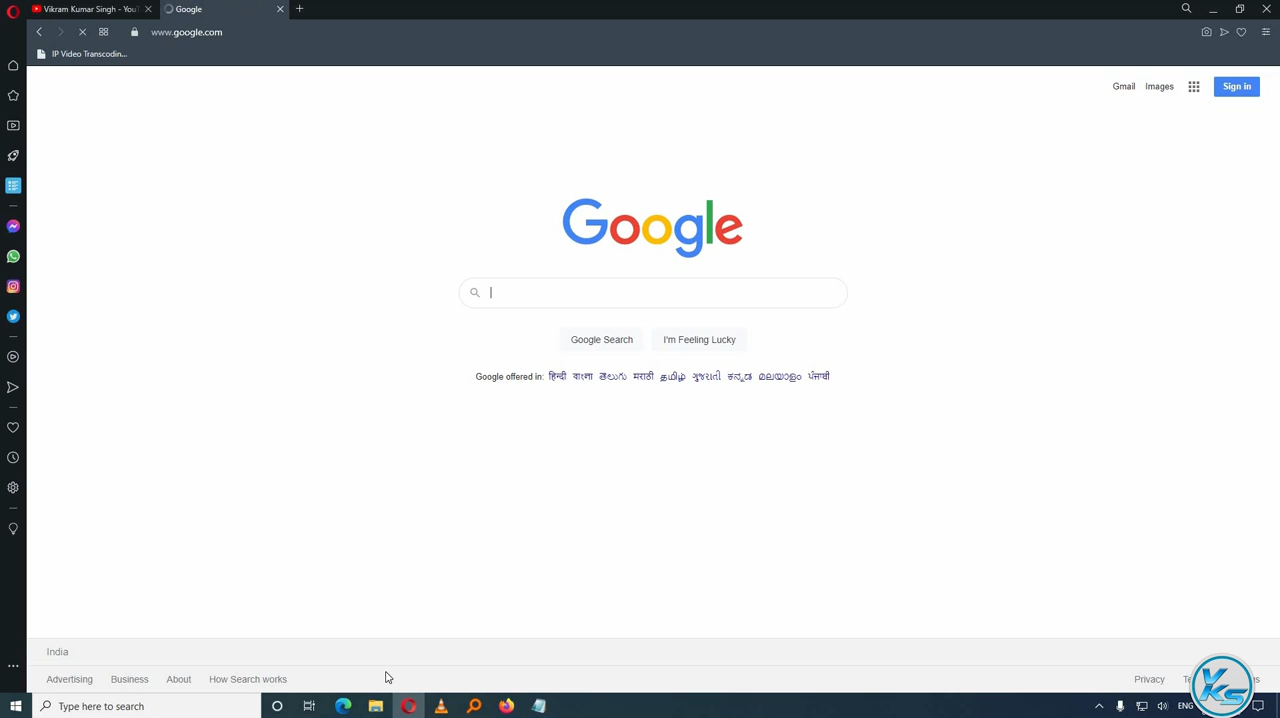 Vikram Kumar Singh - YouT
Google
www.google.com
IP Video Transcodin...
Gmail
Images
Sign in
Google
Google Search
I'm Feeling Lucky
Google offered in: हिन्दी বাংলা తెలుగు मराठी தமிழ் ગુજરાતી ಕನ್ನಡ മലയാളം ਪੰਜਾਬੀ
India
Advertising
Business
About
How Search works
Privacy
KS
Type here to search
ENG